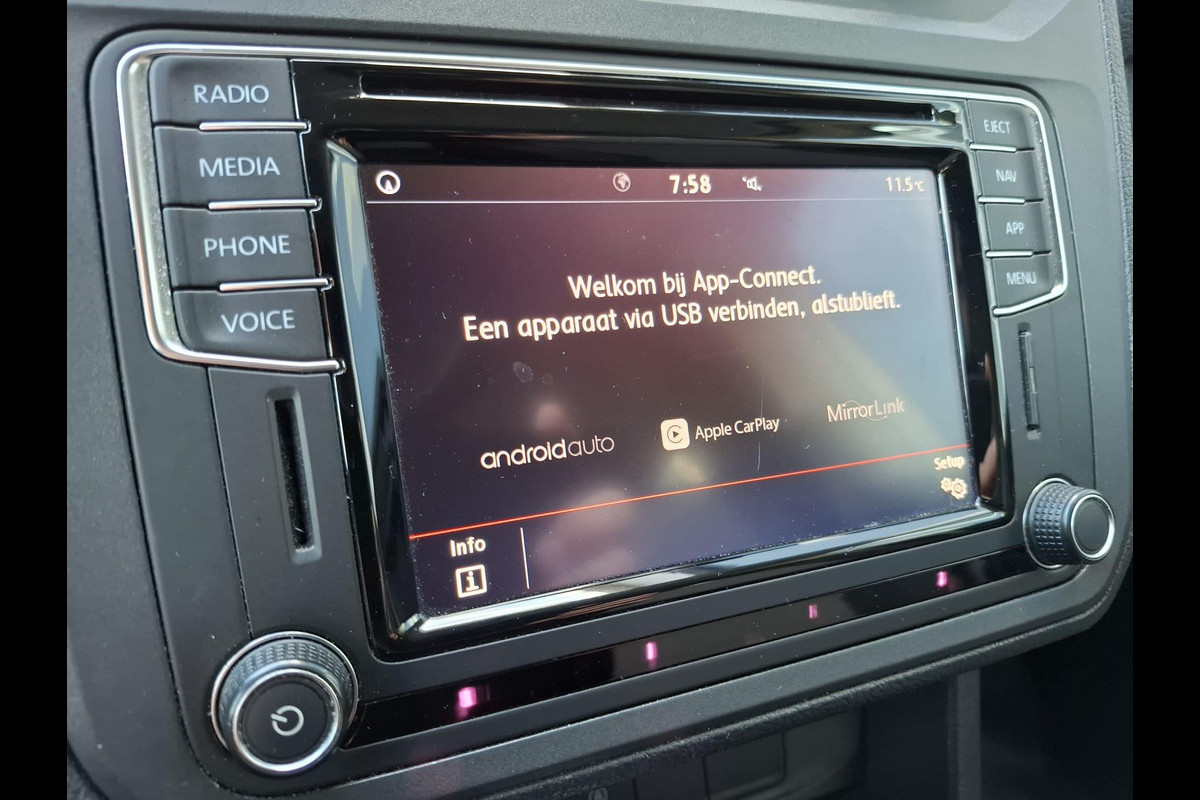 RADIO
MEDIA
PHONE
VOICE
EJECT
NAV
APP
MENU
7:58
11.5°C
Welkom bij App-Connect.
Een apparaat via USB verbinden, alstublieft.
androidauto
Apple CarPlay
MirrorLink
Setup
Info
i